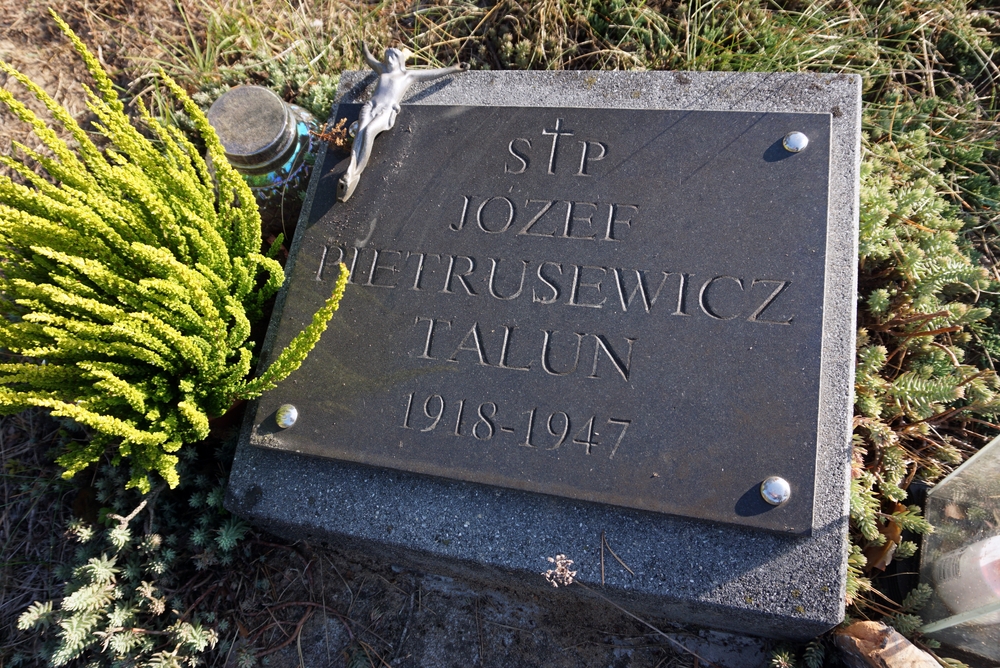 S✝P
JÓZEF
PIETRUSEWICZ
TALUN
1918-1947